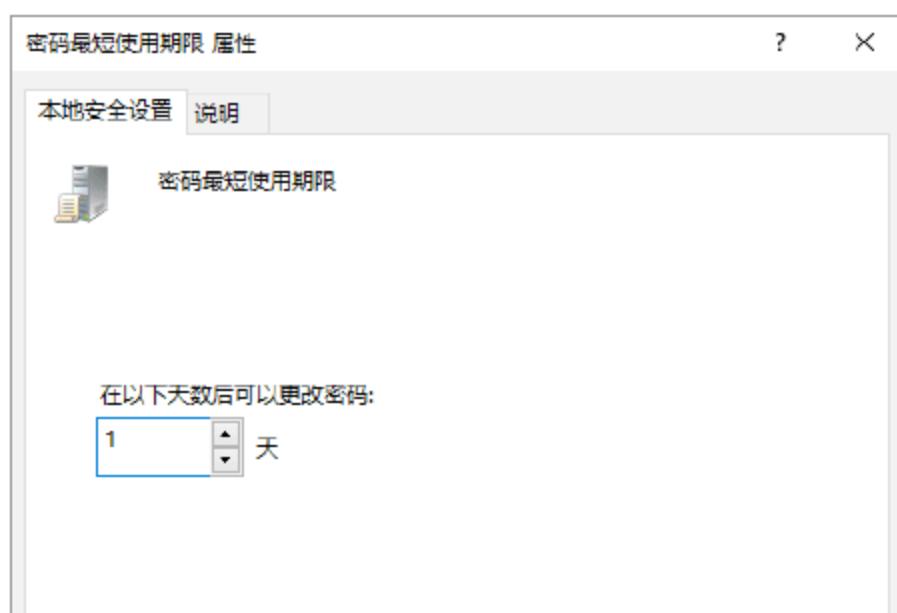 密码最短使用期限 属性
本地安全设置 说明
密码最短使用期限
在以下天数后可以更改密码:
1 天